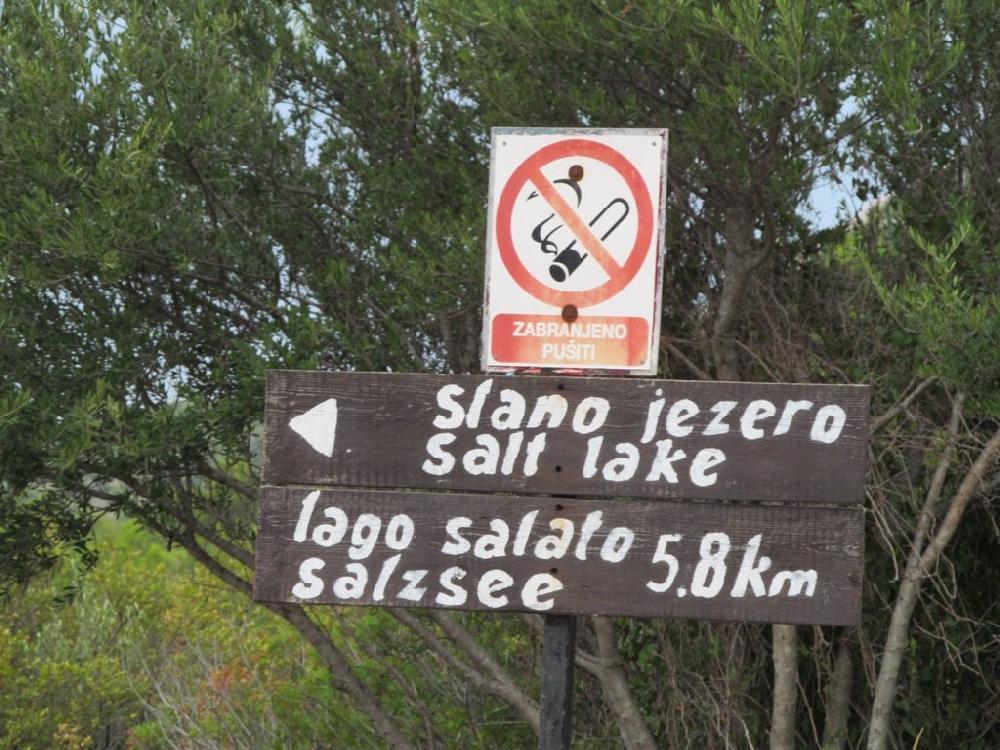 ZABRANJENO
PUŠITI
slano jezero
salt lake
lago salato 5.8km
salzsee